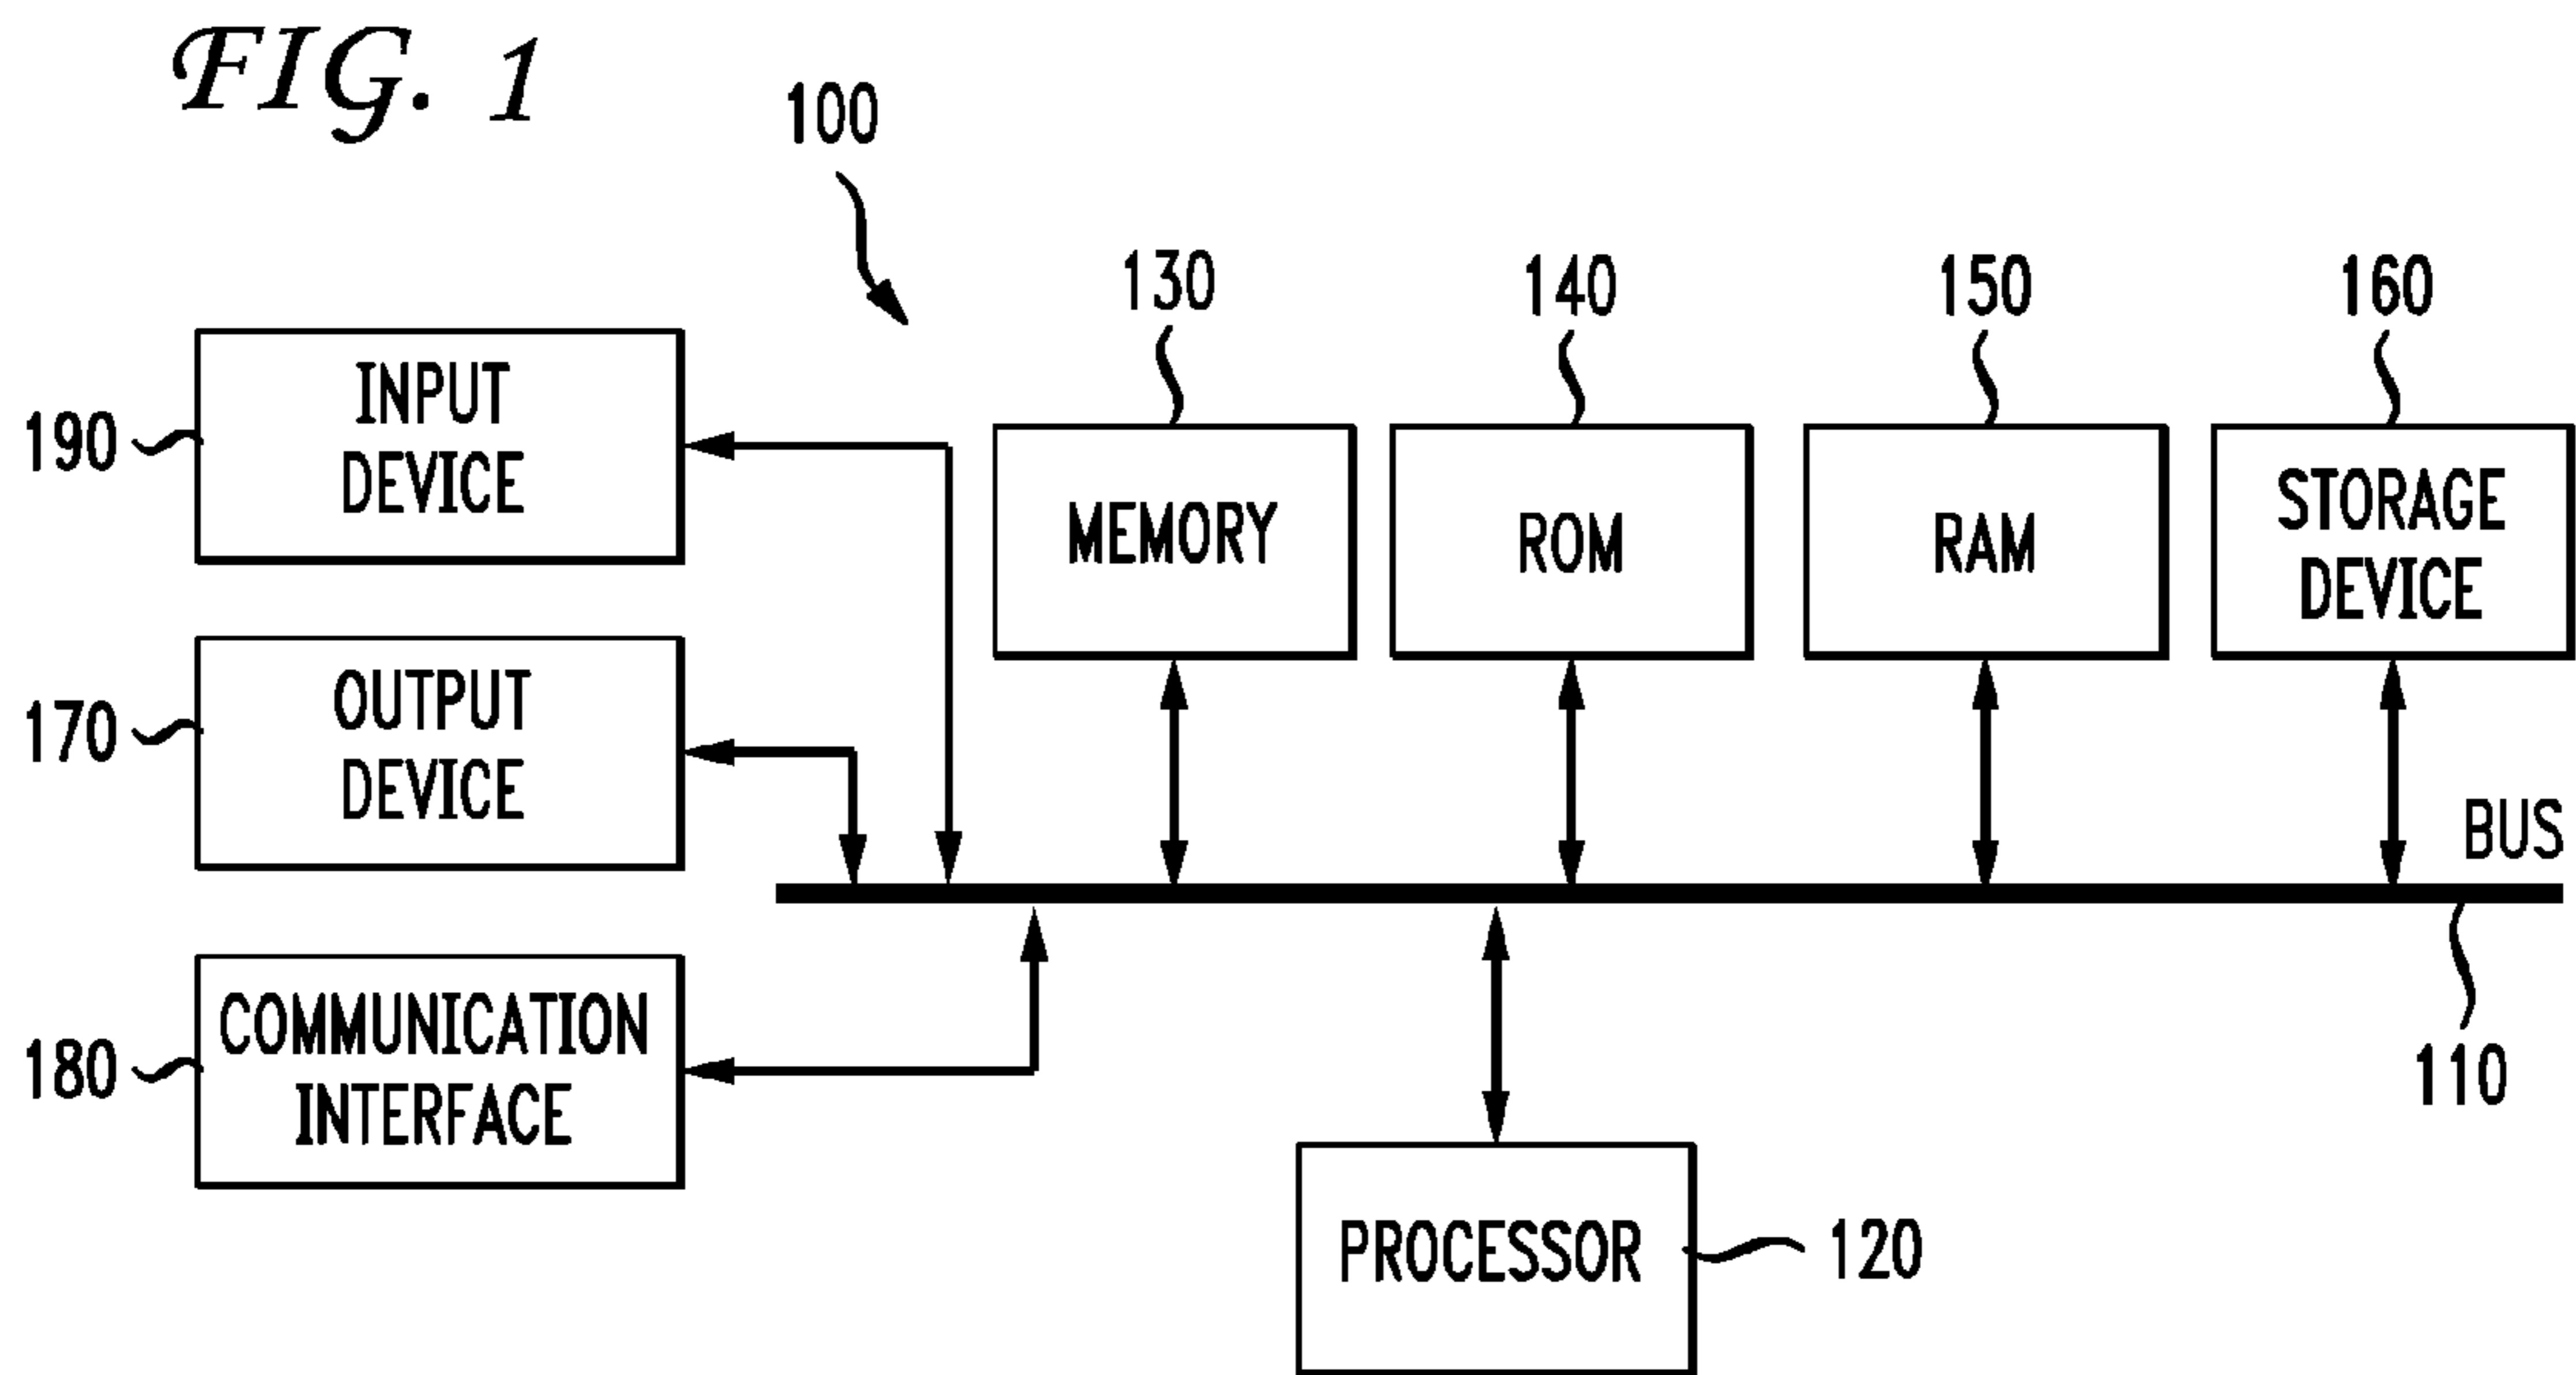 FIG. 1
100
130
140
150
160
190
INPUT
DEVICE
MEMORY
ROM
RAM
STORAGE
DEVICE
170
OUTPUT
DEVICE
BUS
180
COMMUNICATION
INTERFACE
110
PROCESSOR
120